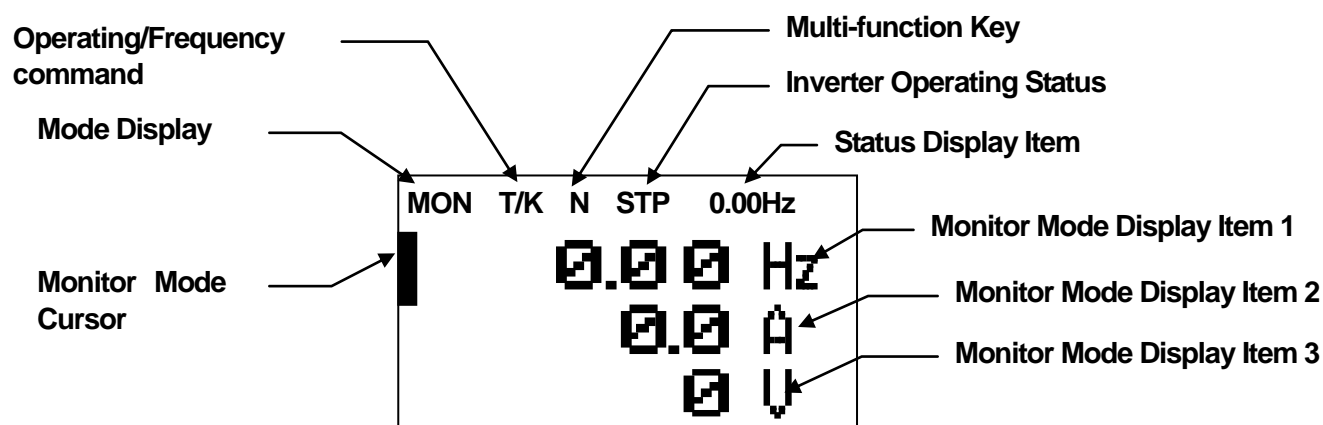 Operating/Frequency
command
Multi-function Key
Inverter Operating Status
Mode Display
Status Display Item
MON T/K N STP 0.00Hz
Monitor Mode Display Item 1
0.00 Hz
Monitor Mode
Cursor
Monitor Mode Display Item 2
0.0 A
Monitor Mode Display Item 3
0 V